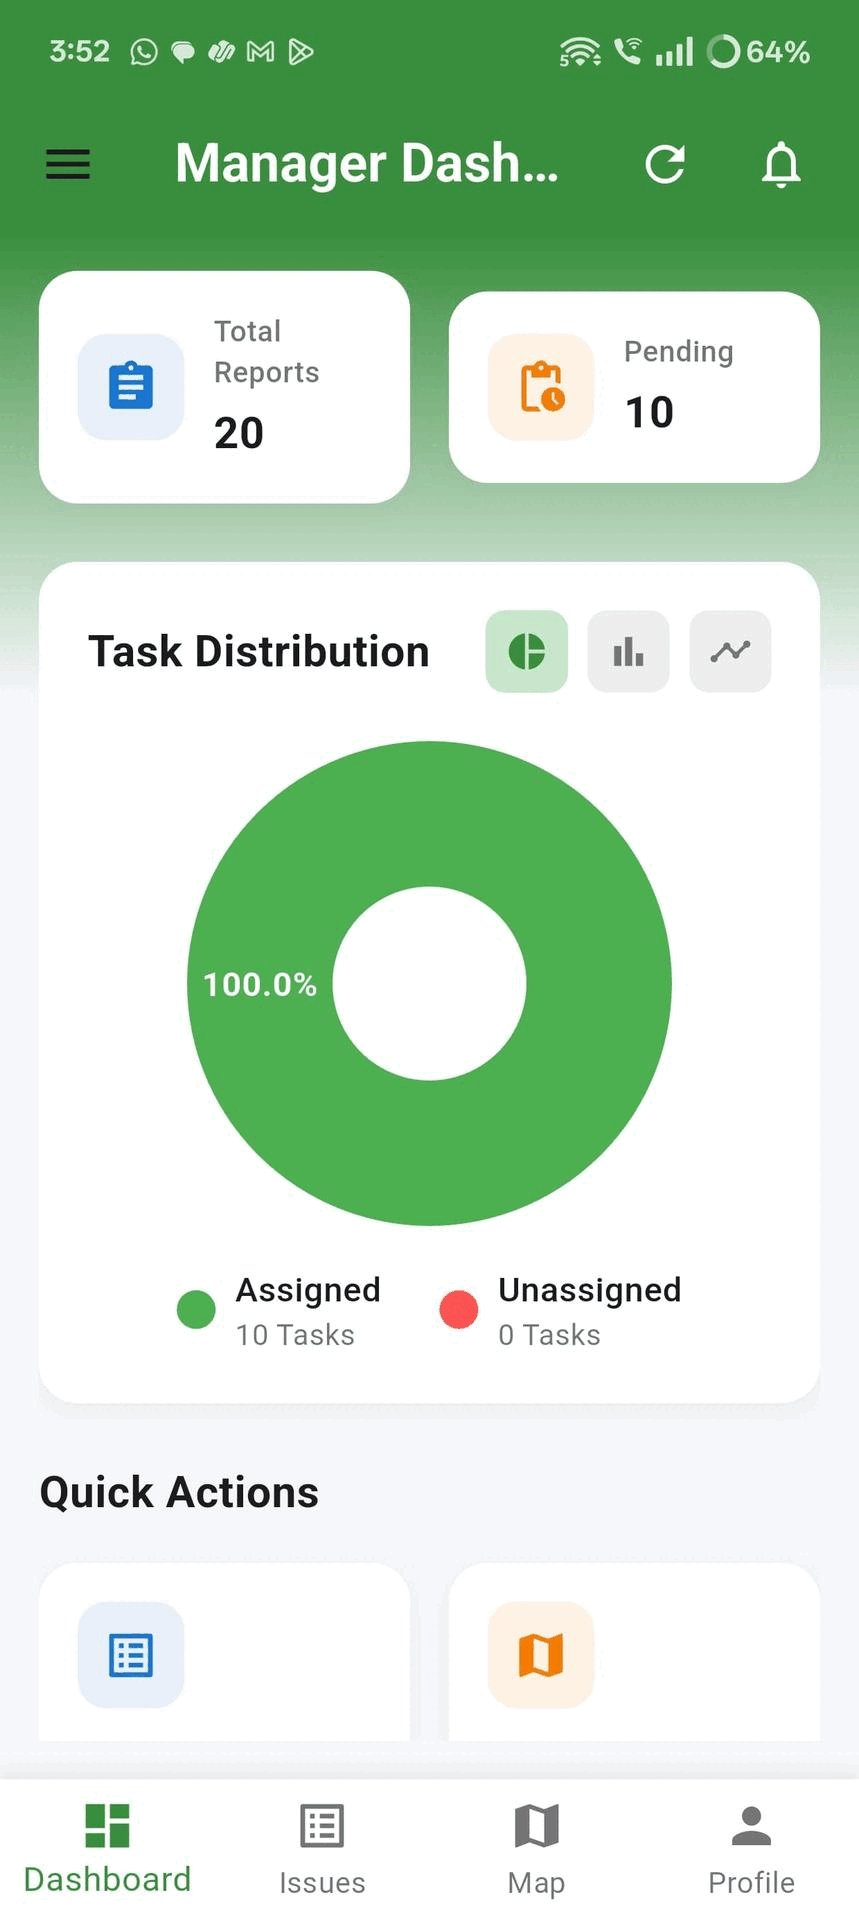 3:52
5
64%
Manager Dash...
Total
Reports
20
Pending
10
Task Distribution
100.0%
Assigned
10 Tasks
Unassigned
0 Tasks
Quick Actions
Dashboard
Issues
Map
Profile